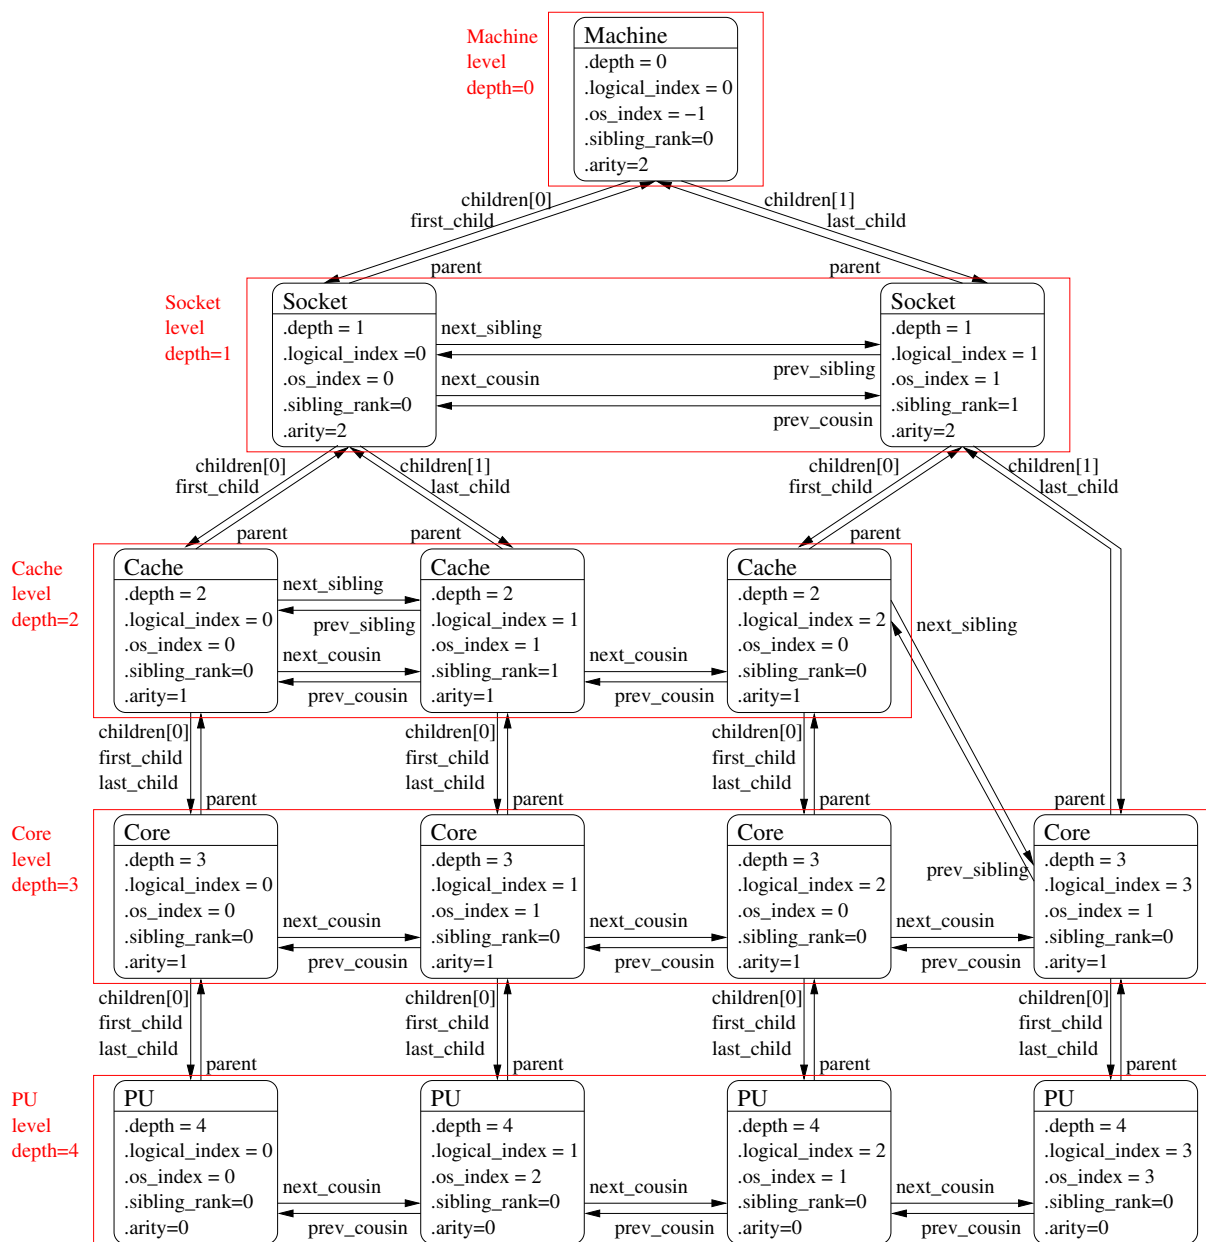 Machine
level
depth=0
Machine
.depth = 0
.logical_index = 0
.os_index = −1
.sibling_rank=0
.arity=2
children[0]
first_child
children[1]
last_child
parent
parent
Socket
level
depth=1
Socket
.depth = 1
.logical_index =0
.os_index = 0
.sibling_rank=0
.arity=2
next_sibling
prev_sibling
next_cousin
prev_cousin
Socket
.depth = 1
.logical_index = 1
.os_index = 1
.sibling_rank=1
.arity=2
children[0]
first_child
children[1]
last_child
children[0]
first_child
children[1]
last_child
parent
parent
parent
Cache
level
depth=2
Cache
.depth = 2
.logical_index = 0
.os_index = 0
.sibling_rank=0
.arity=1
next_sibling
prev_sibling
next_cousin
prev_cousin
Cache
.depth = 2
.logical_index = 1
.os_index = 1
.sibling_rank=1
.arity=1
next_cousin
prev_cousin
Cache
.depth = 2
.logical_index = 2
.os_index = 0
.sibling_rank=0
.arity=1
next_sibling
children[0]
first_child
last_child
parent
children[0]
first_child
last_child
parent
children[0]
first_child
last_child
parent
parent
Core
level
depth=3
Core
.depth = 3
.logical_index = 0
.os_index = 0
.sibling_rank=0
.arity=1
next_cousin
prev_cousin
Core
.depth = 3
.logical_index = 1
.os_index = 1
.sibling_rank=0
.arity=1
next_cousin
prev_cousin
Core
.depth = 3
.logical_index = 2
.os_index = 0
.sibling_rank=0
.arity=1
prev_sibling
next_cousin
prev_cousin
Core
.depth = 3
.logical_index = 3
.os_index = 1
.sibling_rank=0
.arity=1
children[0]
first_child
last_child
parent
children[0]
first_child
last_child
parent
children[0]
first_child
last_child
parent
children[0]
first_child
last_child
parent
PU
level
depth=4
PU
.depth = 4
.logical_index = 0
.os_index = 0
.sibling_rank=0
.arity=0
next_cousin
prev_cousin
PU
.depth = 4
.logical_index = 1
.os_index = 2
.sibling_rank=0
.arity=0
next_cousin
prev_cousin
PU
.depth = 4
.logical_index = 2
.os_index = 1
.sibling_rank=0
.arity=0
next_cousin
prev_cousin
PU
.depth = 4
.logical_index = 3
.os_index = 3
.sibling_rank=0
.arity=0